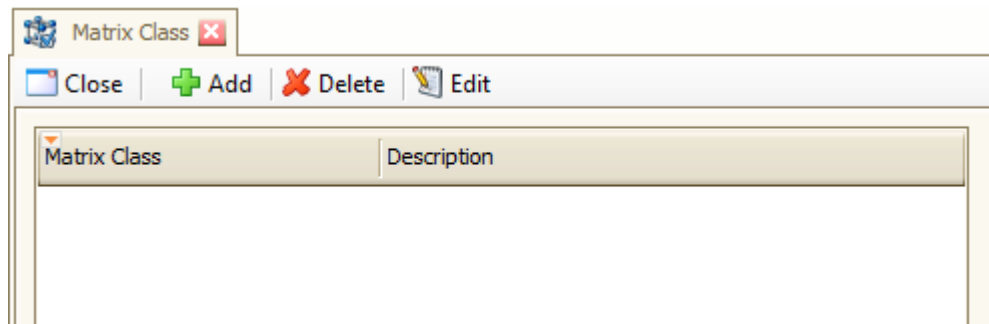 Matrix Class
Close Add Delete Edit
Matrix Class Description